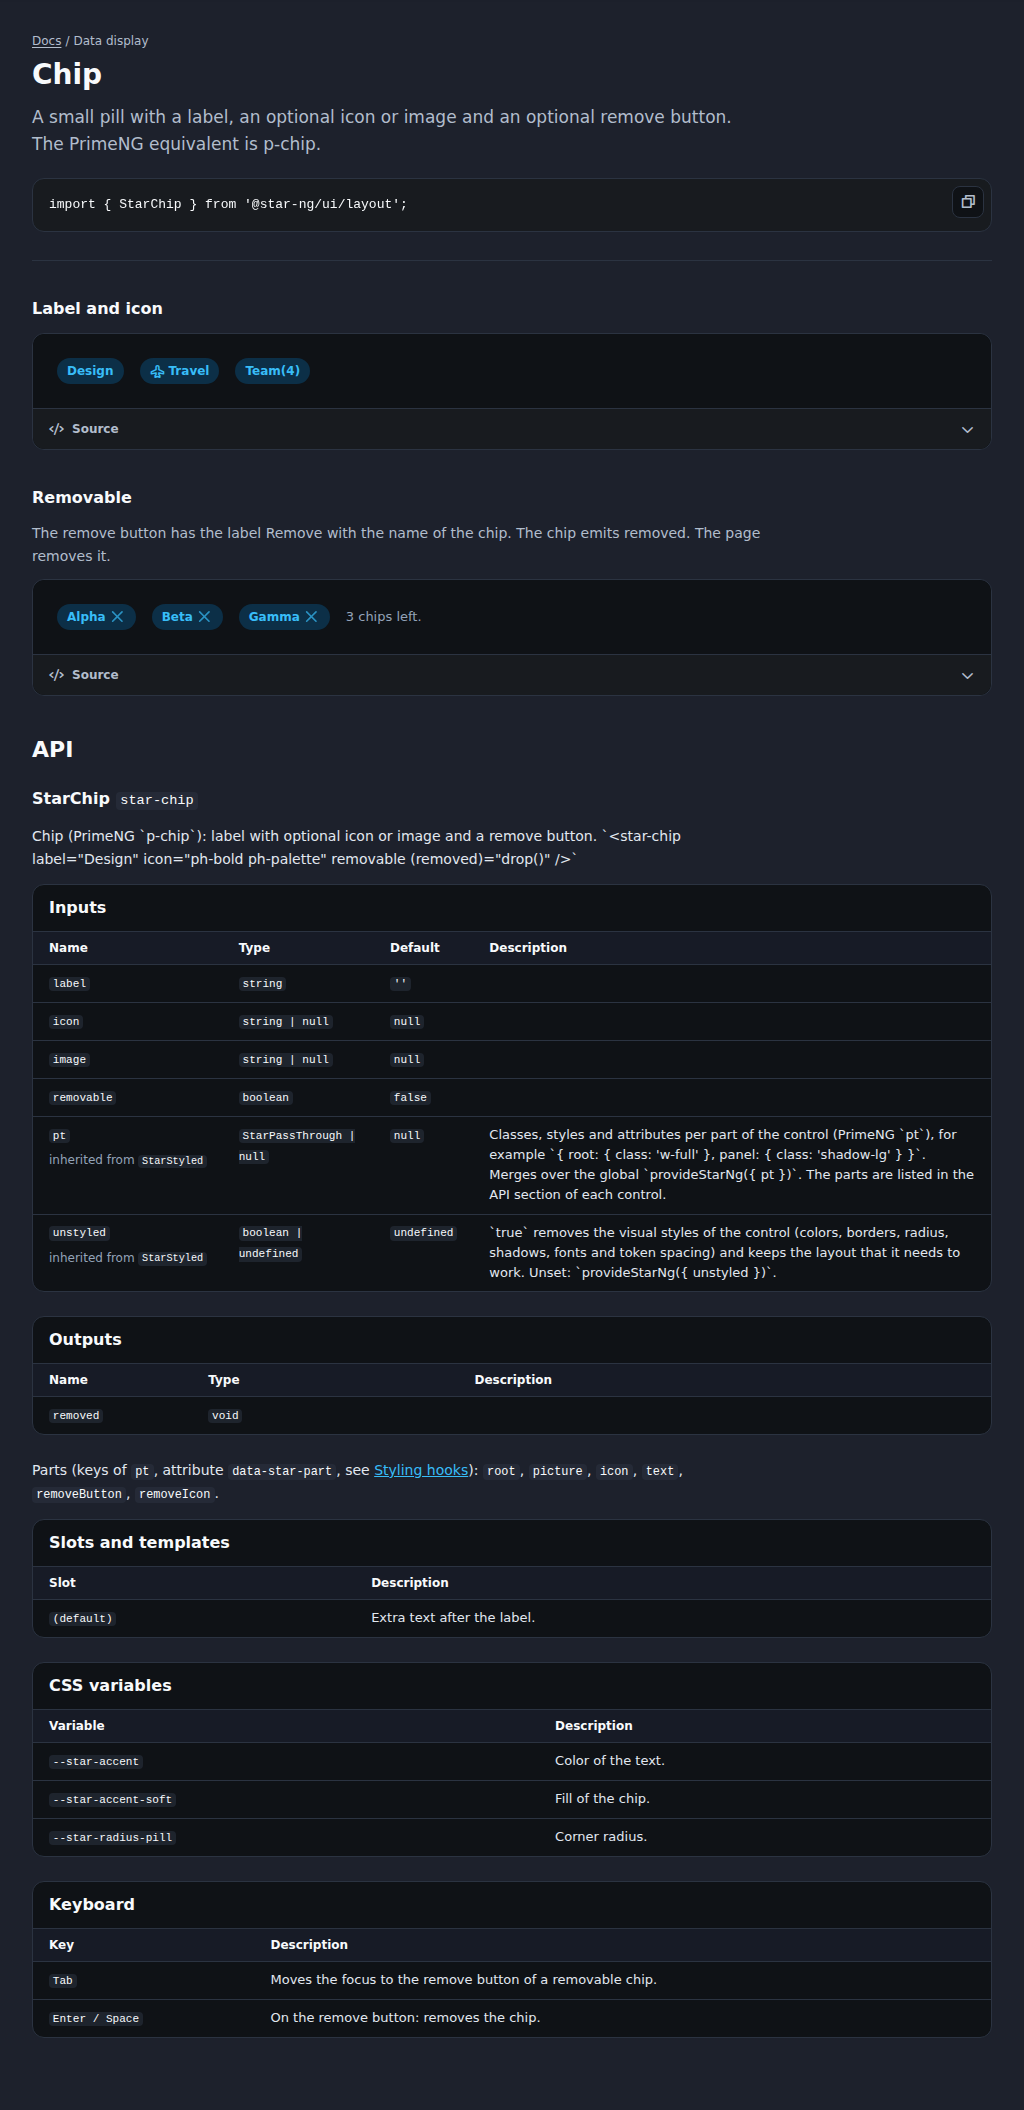 Docs / Data display
Chip
A small pill with a label, an optional icon or image and an optional remove button.
The PrimeNG equivalent is p-chip.
import { StarChip } from '@star-ng/ui/layout';
Label and icon
Design Travel Team(4)
</> Source
Removable
The remove button has the label Remove with the name of the chip. The chip emits removed. The page
removes it.
Alpha Beta Gamma 3 chips left.
</> Source
API
StarChip star-chip
Chip (PrimeNG `p-chip`): label with optional icon or image and a remove button. `<star-chip
label="Design" icon="ph-bold ph-palette" removable (removed)="drop()" />`
Inputs
Name Type Default Description
label string ''
icon string | null null
image string | null null
removable boolean false
pt StarPassThrough | null Classes, styles and attributes per part of the control (PrimeNG `pt`), for
inherited from StarStyled null example `{ root: { class: 'w-full' }, panel: { class: 'shadow-lg' } }`.
Merges over the global `provideStarNg({ pt })`. The parts are listed in the
API section of each control.
unstyled boolean | undefined `true` removes the visual styles of the control (colors, borders, radius,
inherited from StarStyled undefined shadows, fonts and token spacing) and keeps the layout that it needs to
work. Unset: `provideStarNg({ unstyled })`.
Outputs
Name Type Description
removed void
Parts (keys of pt, attribute data-star-part, see Styling hooks): root, picture, icon, text,
removeButton, removeIcon.
Slots and templates
Slot Description
(default) Extra text after the label.
CSS variables
Variable Description
--star-accent Color of the text.
--star-accent-soft Fill of the chip.
--star-radius-pill Corner radius.
Keyboard
Key Description
Tab Moves the focus to the remove button of a removable chip.
Enter / Space On the remove button: removes the chip.